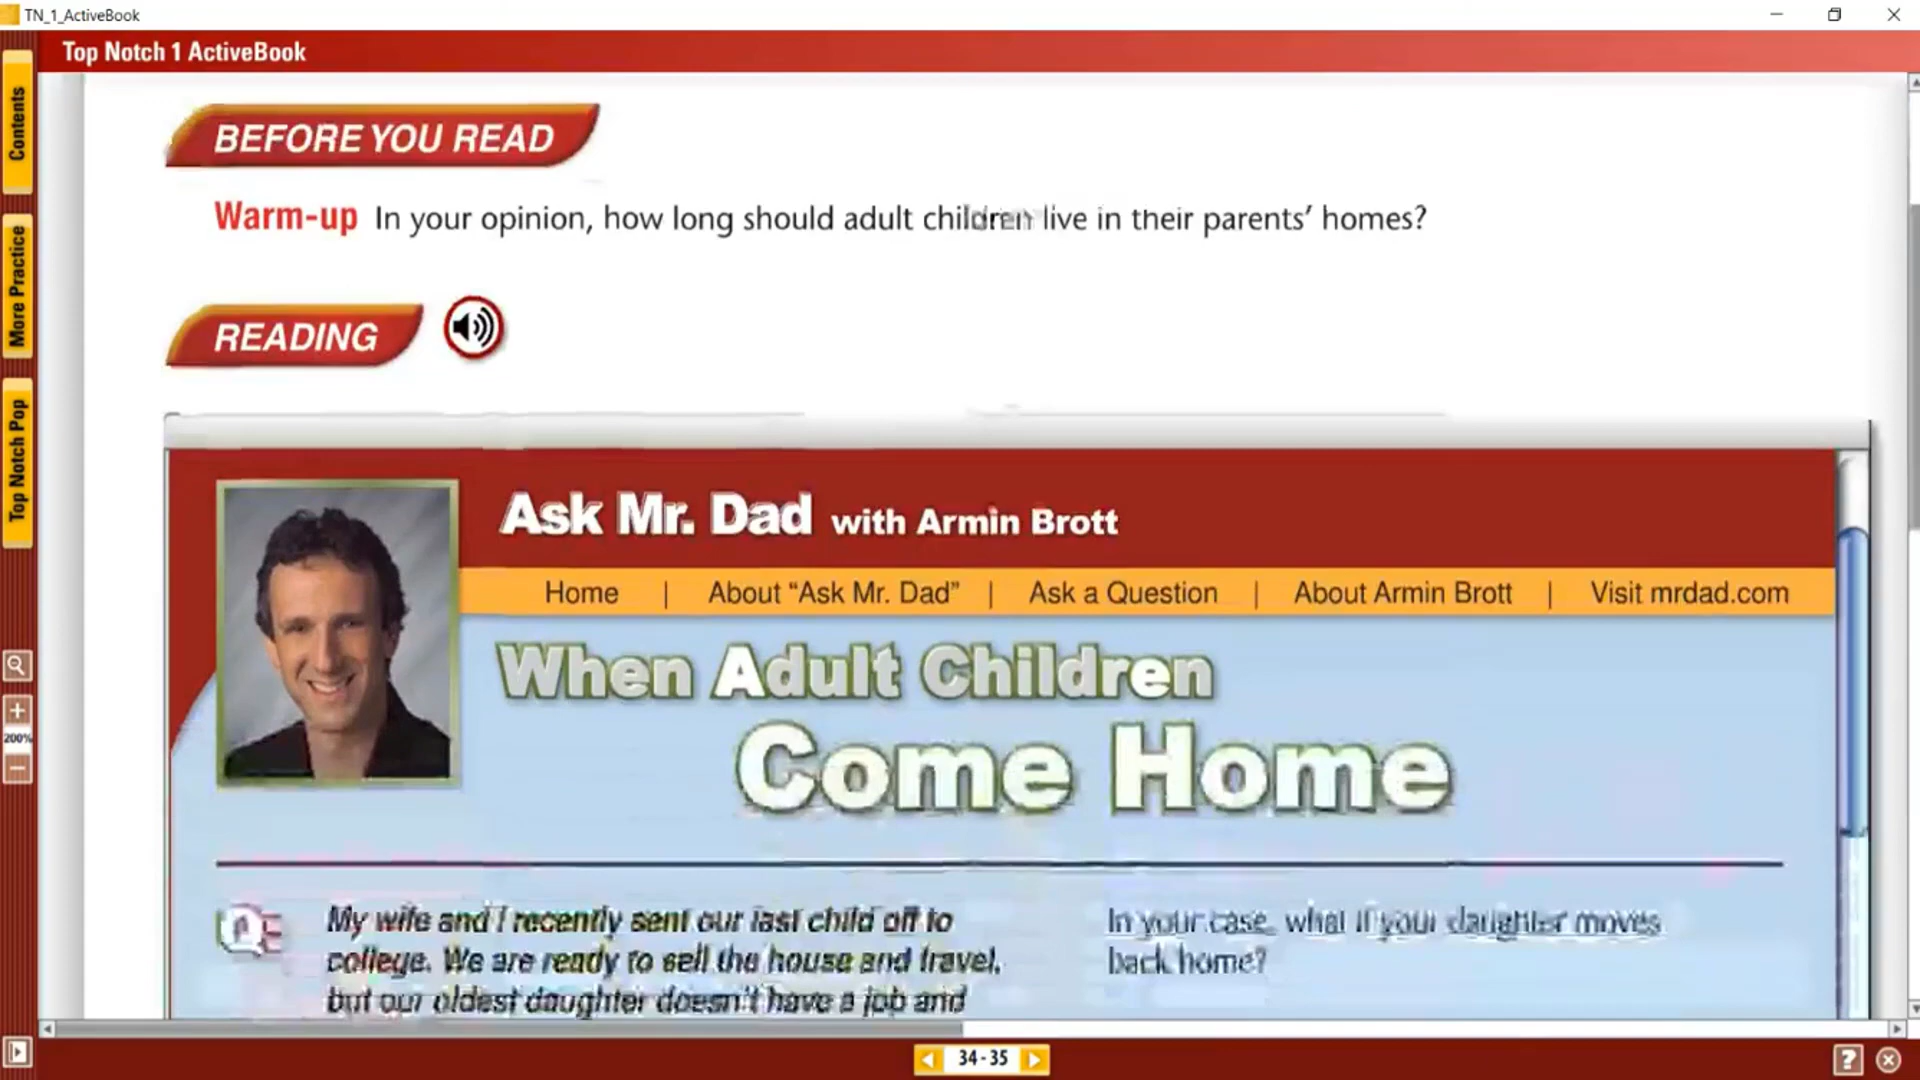 TN_1_ActiveBook
Top Notch 1 ActiveBook
Contents
More Practice
Top Notch Pop
200%
BEFORE YOU READ
Warm-up In your opinion, how long should adult children live in their parents' homes?
READING
Ask Mr. Dad with Armin Brott
Home | About “Ask Mr. Dad” | Ask a Question | About Armin Brott | Visit mrdad.com
When Adult Children
Come Home
My wife and I recently sent our last child off to
college. We are ready to sell the house and travel,
but our oldest daughter doesn't have a job and
In your case, what if your daughter moves
back home?
34-35
?